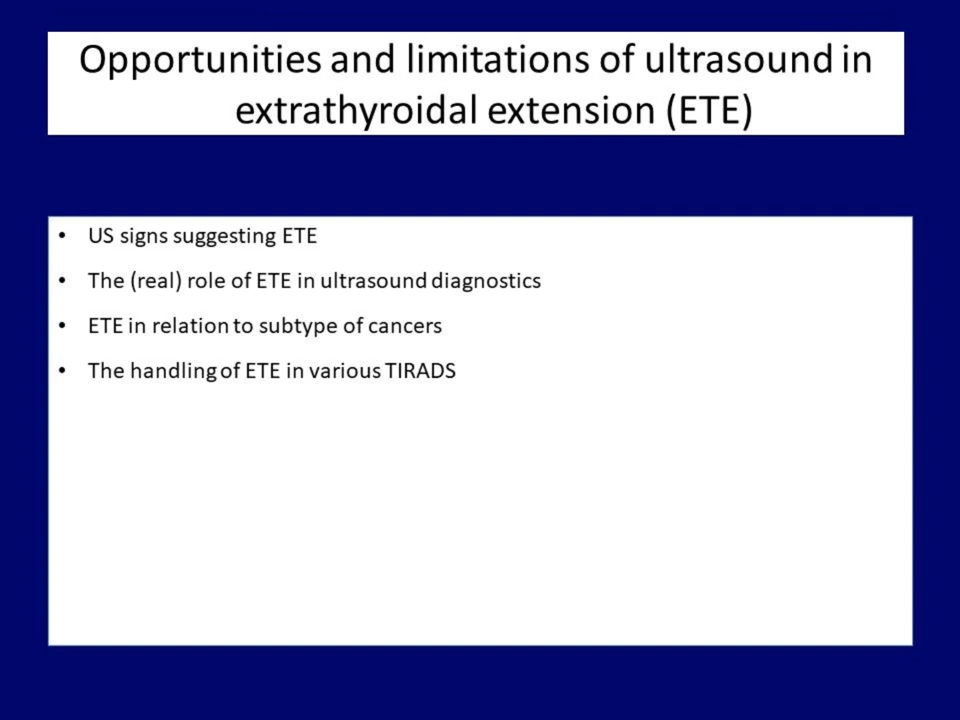 Opportunities and limitations of ultrasound in
extrathyroidal extension (ETE)
• US signs suggesting ETE
• The (real) role of ETE in ultrasound diagnostics
• ETE in relation to subtype of cancers
• The handling of ETE in various TIRADS